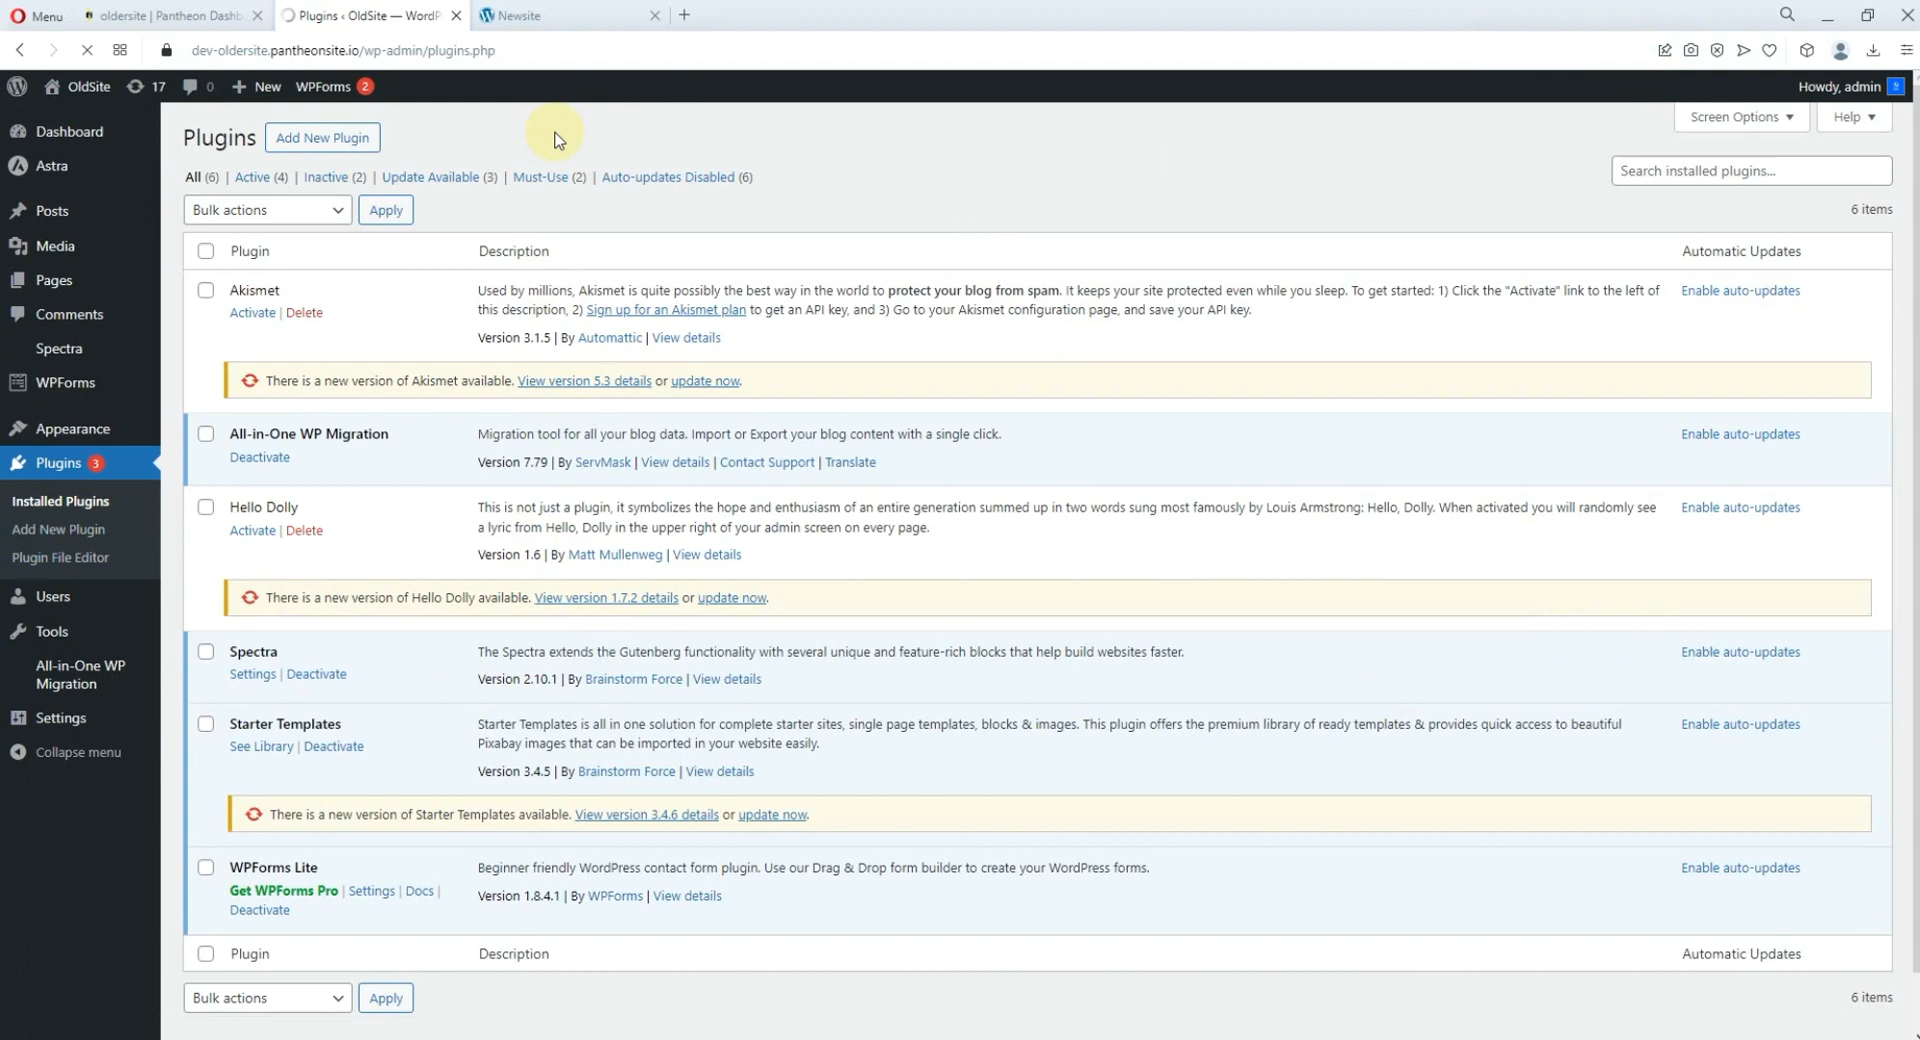 Menu
oldersite | Pantheon Dashb
Plugins ‹ OldSite — WordP
Newsite
dev-oldersite.pantheonsite.io/wp-admin/plugins.php
OldSite
17
0
New
WPForms 2
Howdy, admin
Dashboard
Astra
Posts
Media
Pages
Comments
Spectra
WPForms
Appearance
Plugins 3
Installed Plugins
Add New Plugin
Plugin File Editor
Users
Tools
All-in-One WP
Migration
Settings
Collapse menu
Screen Options
Help
Plugins
Add New Plugin
All (6) | Active (4) | Inactive (2) | Update Available (3) | Must-Use (2) | Auto-updates Disabled (6)
Search installed plugins...
Bulk actions
Apply
6 items
Plugin
Description
Automatic Updates
Akismet
Activate | Delete
Used by millions, Akismet is quite possibly the best way in the world to protect your blog from spam. It keeps your site protected even while you sleep. To get started: 1) Click the "Activate" link to the left of
this description, 2) Sign up for an Akismet plan to get an API key, and 3) Go to your Akismet configuration page, and save your API key.
Version 3.1.5 | By Automattic | View details
Enable auto-updates
There is a new version of Akismet available. View version 5.3 details or update now.
All-in-One WP Migration
Deactivate
Migration tool for all your blog data. Import or Export your blog content with a single click.
Version 7.79 | By ServMask | View details | Contact Support | Translate
Enable auto-updates
Hello Dolly
Activate | Delete
This is not just a plugin, it symbolizes the hope and enthusiasm of an entire generation summed up in two words sung most famously by Louis Armstrong: Hello, Dolly. When activated you will randomly see
a lyric from Hello, Dolly in the upper right of your admin screen on every page.
Version 1.6 | By Matt Mullenweg | View details
Enable auto-updates
There is a new version of Hello Dolly available. View version 1.7.2 details or update now.
Spectra
Settings | Deactivate
The Spectra extends the Gutenberg functionality with several unique and feature-rich blocks that help build websites faster.
Version 2.10.1 | By Brainstorm Force | View details
Enable auto-updates
Starter Templates
See Library | Deactivate
Starter Templates is all in one solution for complete starter sites, single page templates, blocks & images. This plugin offers the premium library of ready templates & provides quick access to beautiful
Pixabay images that can be imported in your website easily.
Version 3.4.5 | By Brainstorm Force | View details
Enable auto-updates
There is a new version of Starter Templates available. View version 3.4.6 details or update now.
WPForms Lite
Get WPForms Pro | Settings | Docs |
Deactivate
Beginner friendly WordPress contact form plugin. Use our Drag & Drop form builder to create your WordPress forms.
Version 1.8.4.1 | By WPForms | View details
Enable auto-updates
Plugin
Description
Automatic Updates
Bulk actions
Apply
6 items